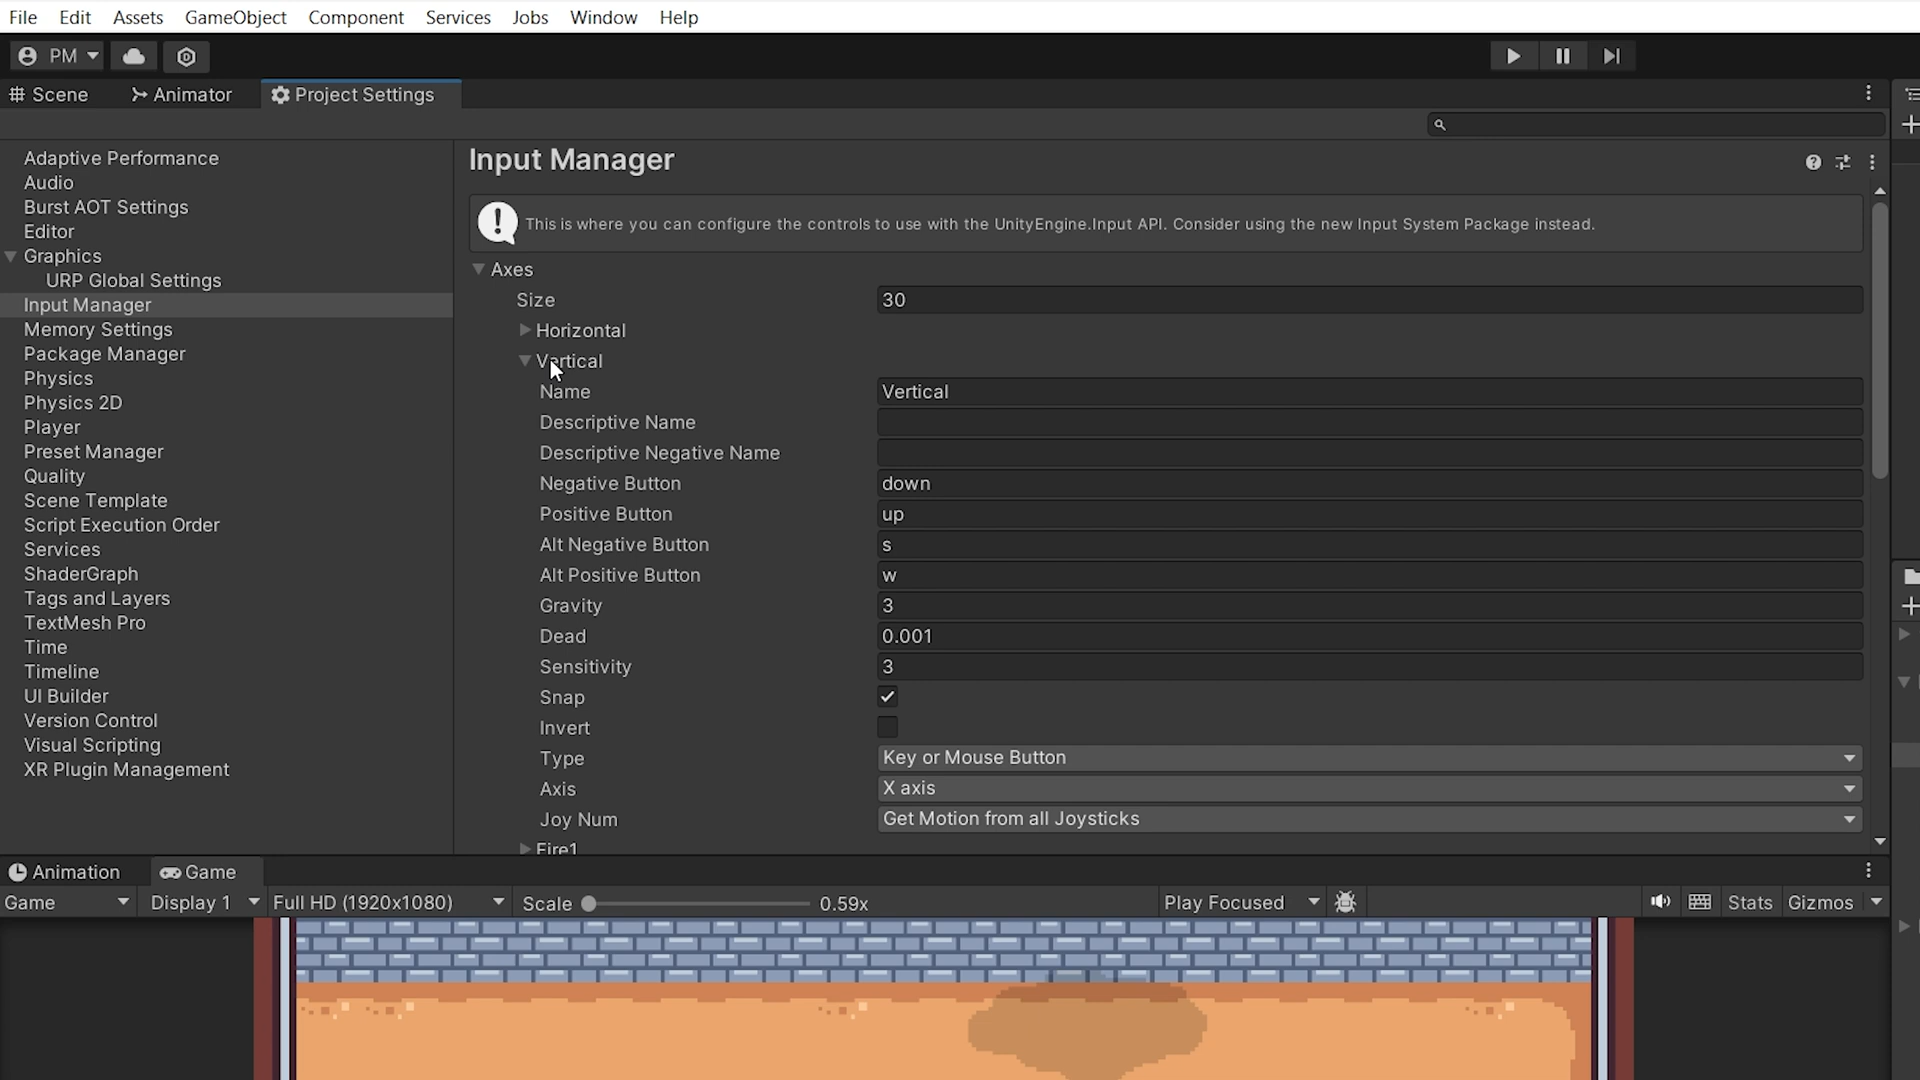 File Edit Assets GameObject Component Services Jobs Window Help
PM
Scene Animator Project Settings
Adaptive Performance
Audio
Burst AOT Settings
Editor
Graphics
URP Global Settings
Input Manager
Memory Settings
Package Manager
Physics
Physics 2D
Player
Preset Manager
Quality
Scene Template
Script Execution Order
Services
ShaderGraph
Tags and Layers
TextMesh Pro
Time
Timeline
UI Builder
Version Control
Visual Scripting
XR Plugin Management
Input Manager
This is where you can configure the controls to use with the UnityEngine.Input API. Consider using the new Input System Package instead.
Axes
Size 30
Horizontal
Vertical
Name Vertical
Descriptive Name
Descriptive Negative Name
Negative Button down
Positive Button up
Alt Negative Button s
Alt Positive Button w
Gravity 3
Dead 0.001
Sensitivity 3
Snap
Invert
Type Key or Mouse Button
Axis X axis
Joy Num Get Motion from all Joysticks
Fire1
Animation Game
Game Display 1 Full HD (1920x1080) Scale 0.59x Play Focused Stats Gizmos